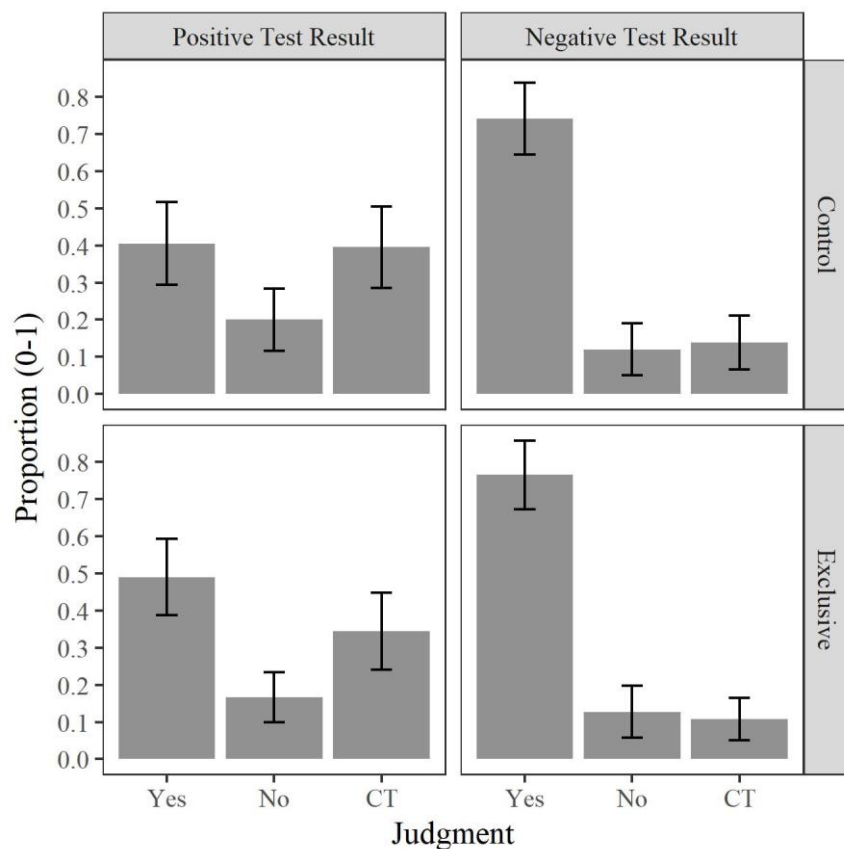 Positive Test Result
Negative Test Result
Proportion (0-1)
0.8
0.7
0.6
0.5
0.4
0.3
0.2
0.1
0.0
Control
0.8
0.7
0.6
0.5
0.4
0.3
0.2
0.1
0.0
Exclusive
Yes No CT
Yes No CT
Judgment